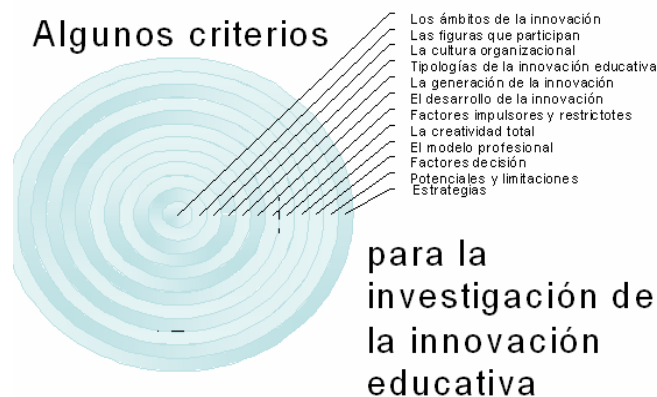 Algunos criterios
Los ámbitos de la innovación
Las figuras que participan
La cultura organizacional
Tipologías de la innovación educativa
La generación de la innovación
El desarrollo de la innovación
Factores impulsores y restrictotes
La creatividad total
El modelo profesional
Factores decisión
Potenciales y limitaciones
Estrategias
para la
investigación de
la innovación
educativa